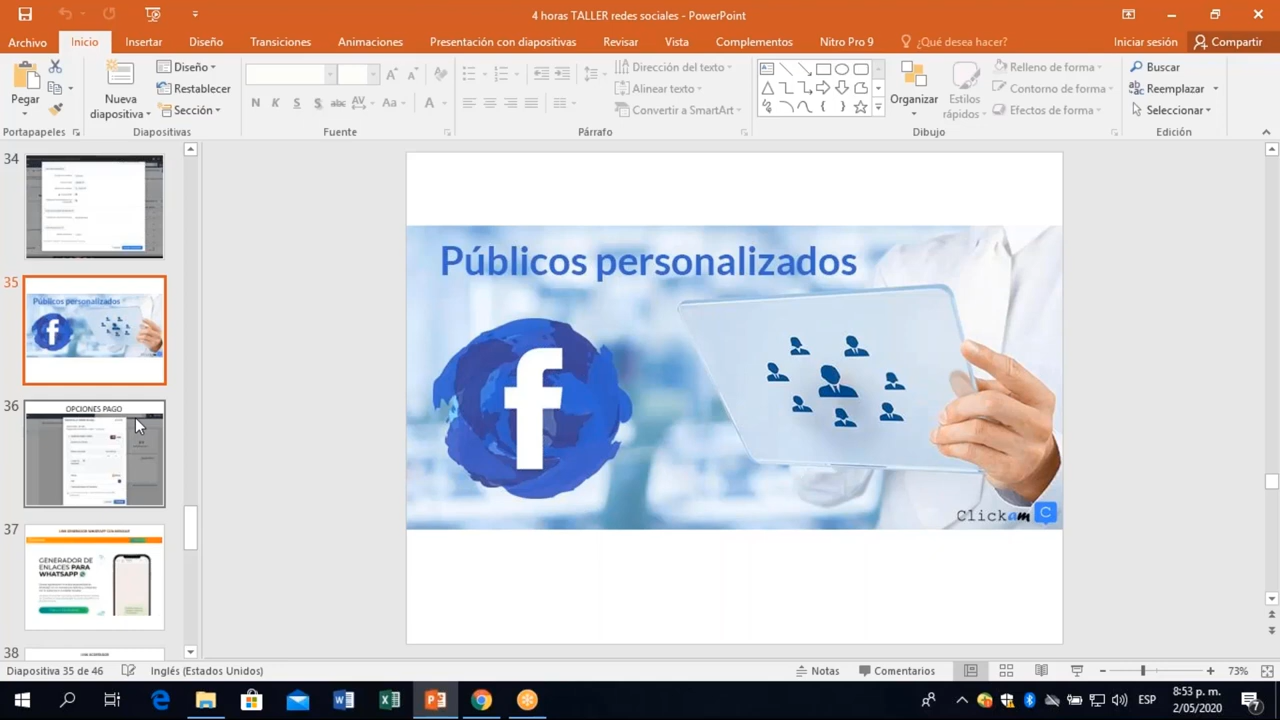 4 horas TALLER redes sociales - PowerPoint
Archivo
Inicio
Insertar
Diseño
Transiciones
Animaciones
Presentación con diapositivas
Revisar
Vista
Complementos
Nitro Pro 9
¿Qué desea hacer?
Iniciar sesión
Compartir
Pegar
Nueva
diapositiva
Diseño
Restablecer
Sección
N K S S abc AV Aa A
Dirección del texto
Alinear texto
Convertir a SmartArt
Organizar
Estilos
rápidos
Relleno de forma
Contorno de forma
Efectos de forma
Buscar
Reemplazar
Seleccionar
Portapapeles
Diapositivas
Fuente
Párrafo
Dibujo
Edición
34
35
Públicos personalizados
36
OPCIONES PAGO
37
GENERADOR DE
ENLACES PARA
WHATSAPP
38
Públicos personalizados
f
Clickam C
Diapositiva 35 de 46
Inglés (Estados Unidos)
Notas
Comentarios
73%
ESP
8:53 p. m.
2/05/2020
7